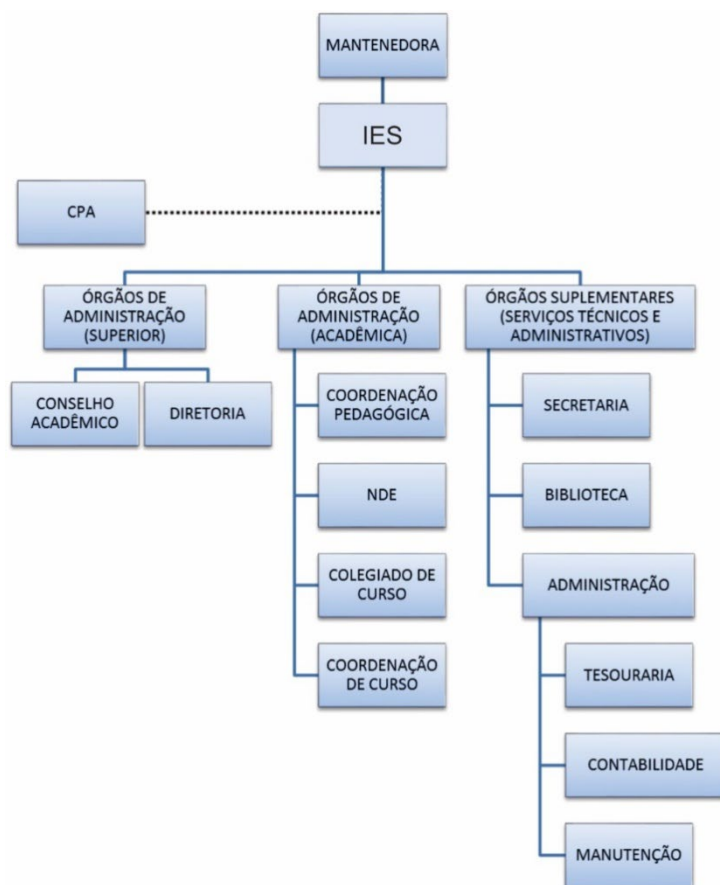 MANTENEDORA
IES
CPA
ÓRGÃOS DE
ADMINISTRAÇÃO
(SUPERIOR)
ÓRGÃOS DE
ADMINISTRAÇÃO
(ACADÊMICA)
ÓRGÃOS SUPLEMENTARES
(SERVIÇOS TÉCNICOS E
ADMINISTRATIVOS)
CONSELHO
ACADÊMICO
DIRETORIA
COORDENAÇÃO
PEDAGÓGICA
SECRETARIA
NDE
BIBLIOTECA
COLEGIADO DE
CURSO
ADMINISTRAÇÃO
COORDENAÇÃO
DE CURSO
TESOURARIA
CONTABILIDADE
MANUTENÇÃO